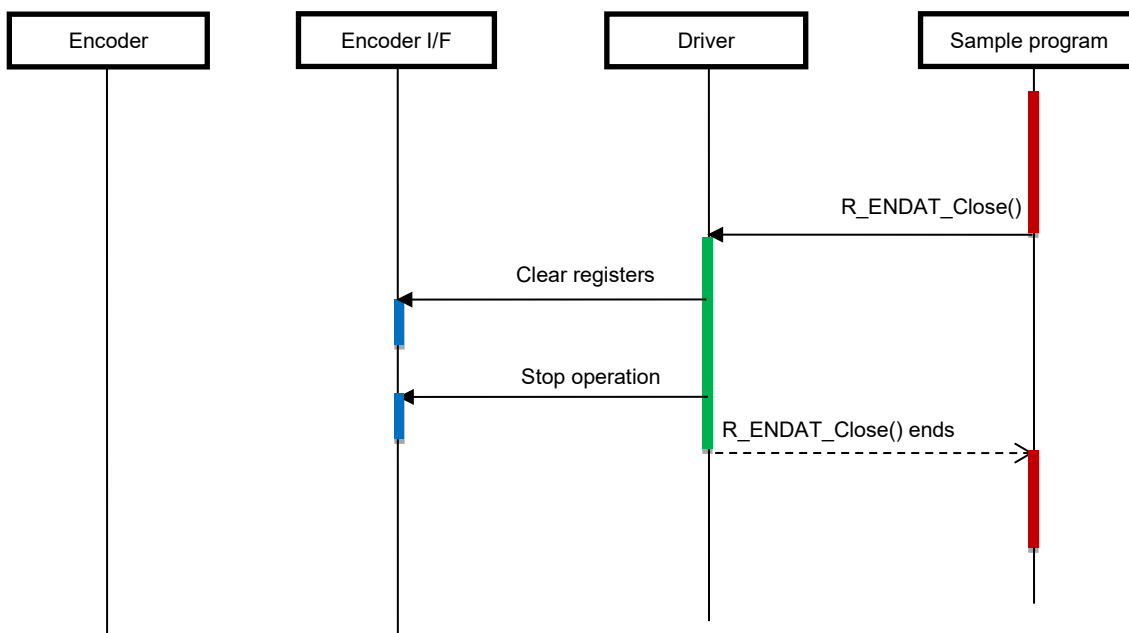 Encoder
Encoder I/F
Driver
Sample program
R_ENDAT_Close()
Clear registers
Stop operation
R_ENDAT_Close() ends